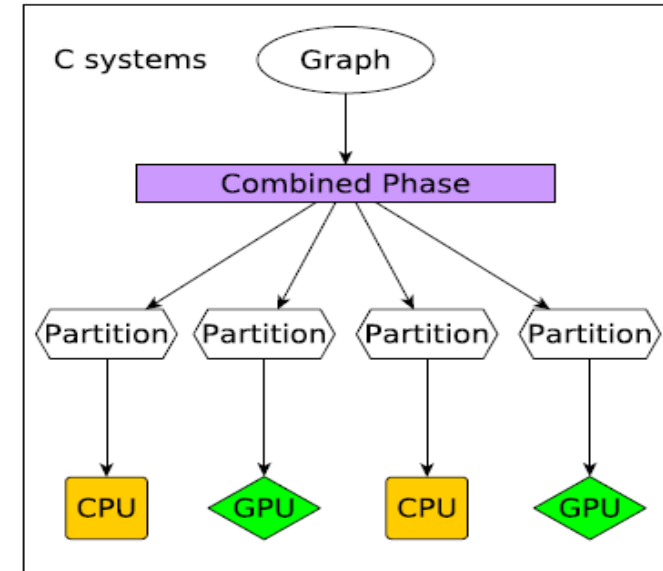 C systems
Graph
Combined Phase
Partition Partition Partition Partition
CPU GPU CPU GPU